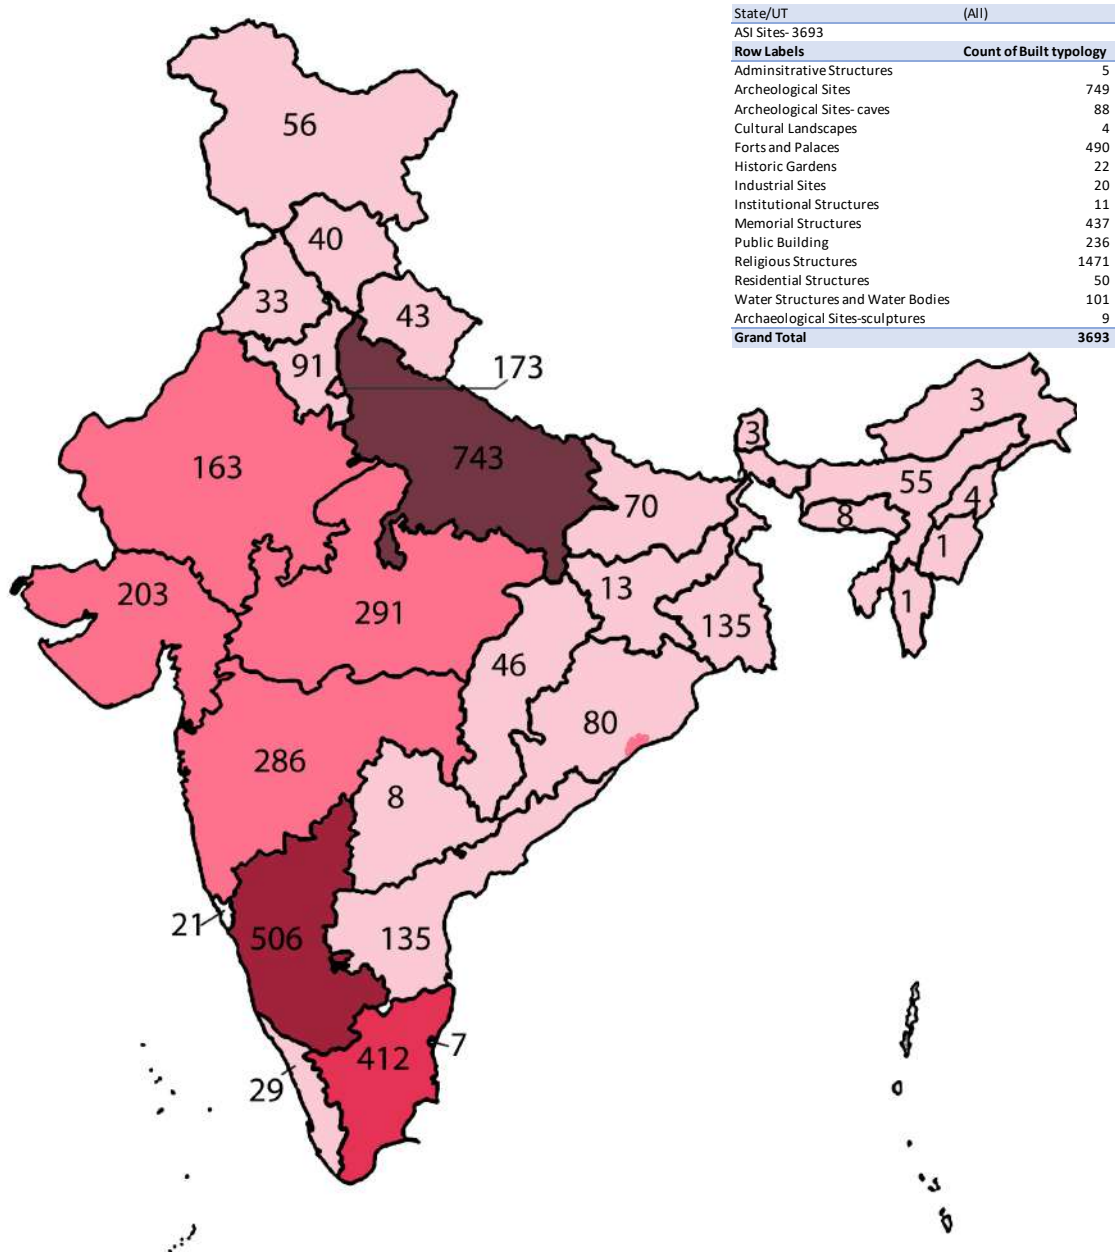 State/UT (All)
ASI Sites- 3693
Row Labels Count of Built typology
Adminsitrative Structures 5
Archeological Sites 749
Archeological Sites- caves 88
Cultural Landscapes 4
Forts and Palaces 490
Historic Gardens 22
Industrial Sites 20
Institutional Structures 11
Memorial Structures 437
Public Building 236
Religious Structures 1471
Residential Structures 50
Water Structures and Water Bodies 101
Archaeological Sites-sculptures 9
Grand Total 3693
56
40
33
43
91
173
3
3
163
743
55
70
4
8
1
203
13
1
291
135
46
80
286
8
21
506
135
7
412
29